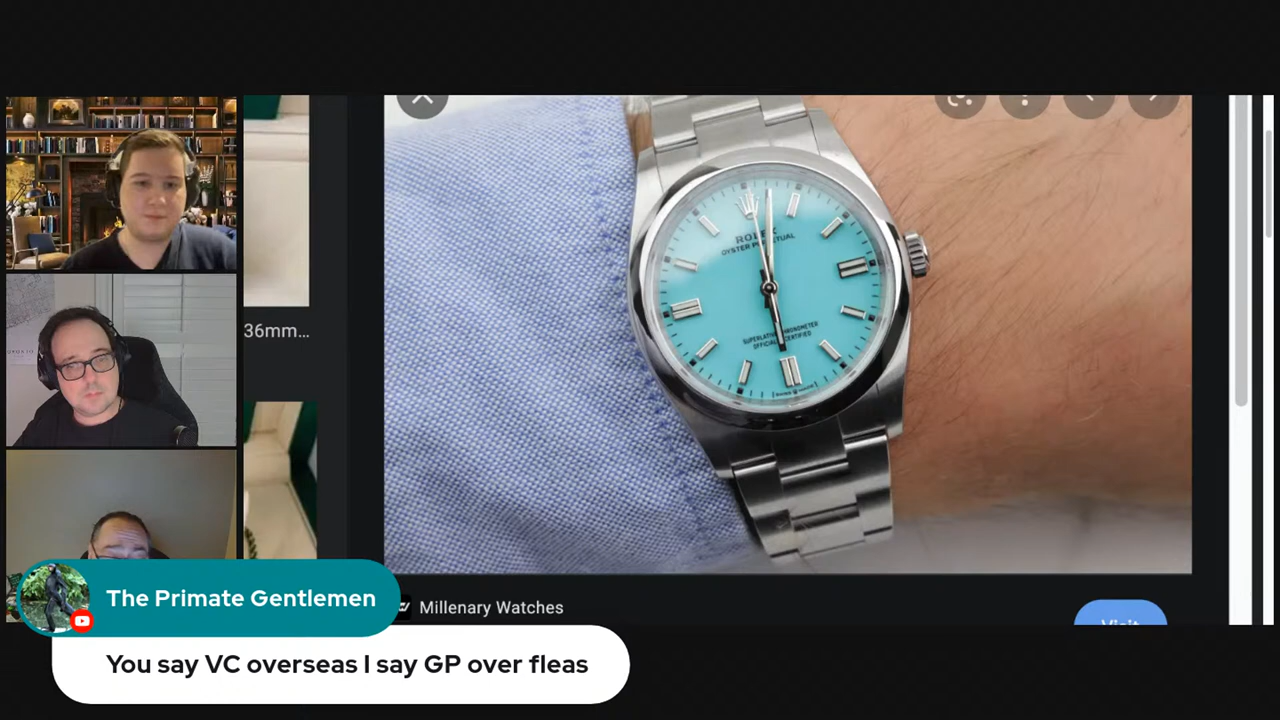 ROLEX
OYSTER PERPETUAL
SUPERLATIVE CHRONOMETER
OFFICIALLY CERTIFIED
36mm...
Millenary Watches
Visit
The Primate Gentlemen
You say VC overseas I say GP over fleas